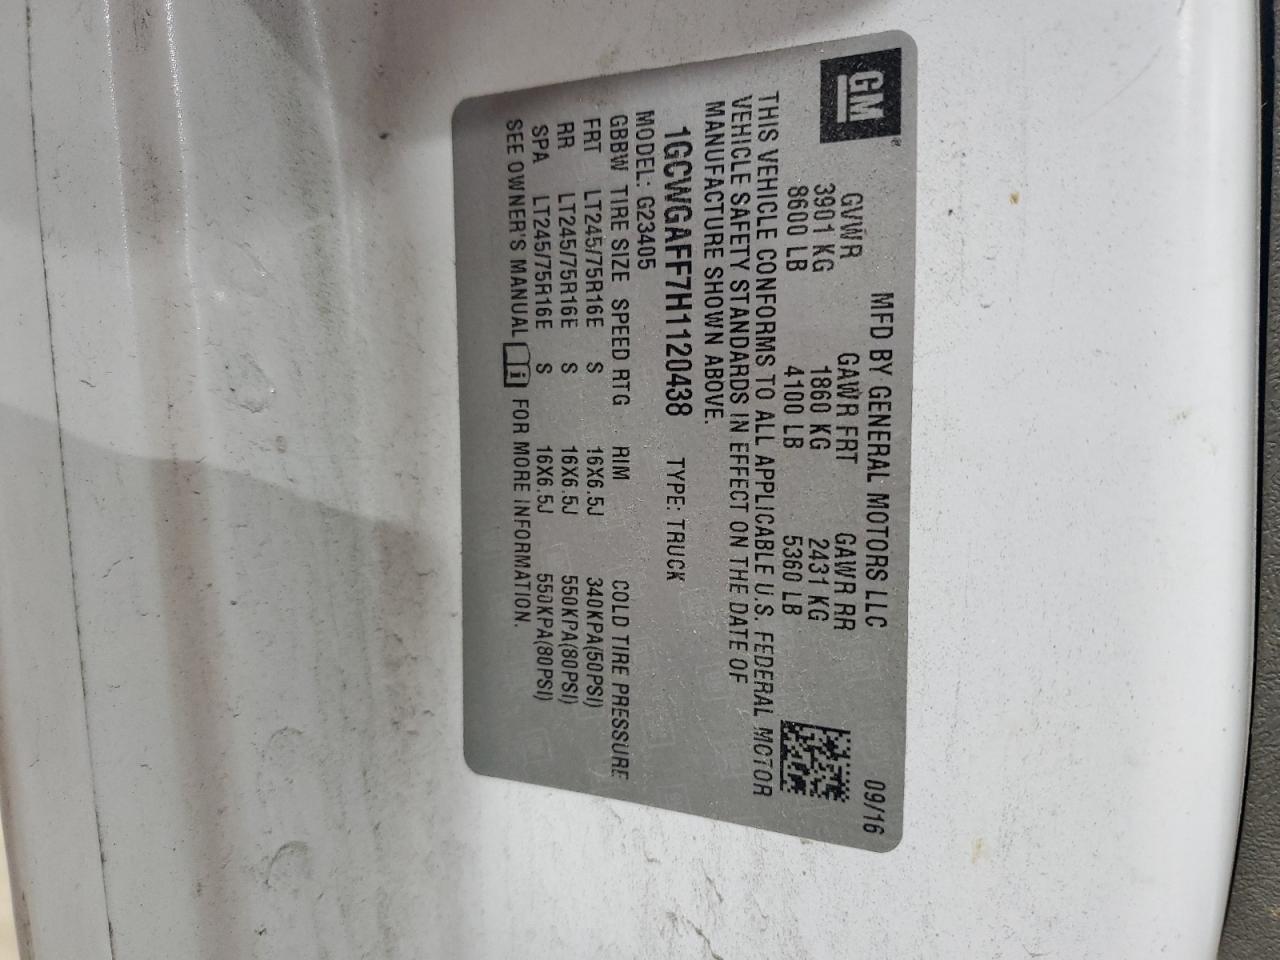 GM®
MFD BY GENERAL MOTORS LLC 09/16
GVWR GAWR FRT GAWR RR
3901 KG 1860 KG 2431 KG
8600 LB 4100 LB 5360 LB
THIS VEHICLE CONFORMS TO ALL APPLICABLE U.S. FEDERAL MOTOR
VEHICLE SAFETY STANDARDS IN EFFECT ON THE DATE OF
MANUFACTURE SHOWN ABOVE.
1GCWGAFF7H1120438 TYPE: TRUCK
MODEL: G23405
GBBW TIRE SIZE SPEED RTG RIM COLD TIRE PRESSURE
FRT LT245/75R16E S 16X6.5J 340KPA(50PSI)
RR LT245/75R16E S 16X6.5J 550KPA(80PSI)
SPA LT245/75R16E S 16X6.5J 550KPA(80PSI)
SEE OWNER'S MANUAL i FOR MORE INFORMATION.